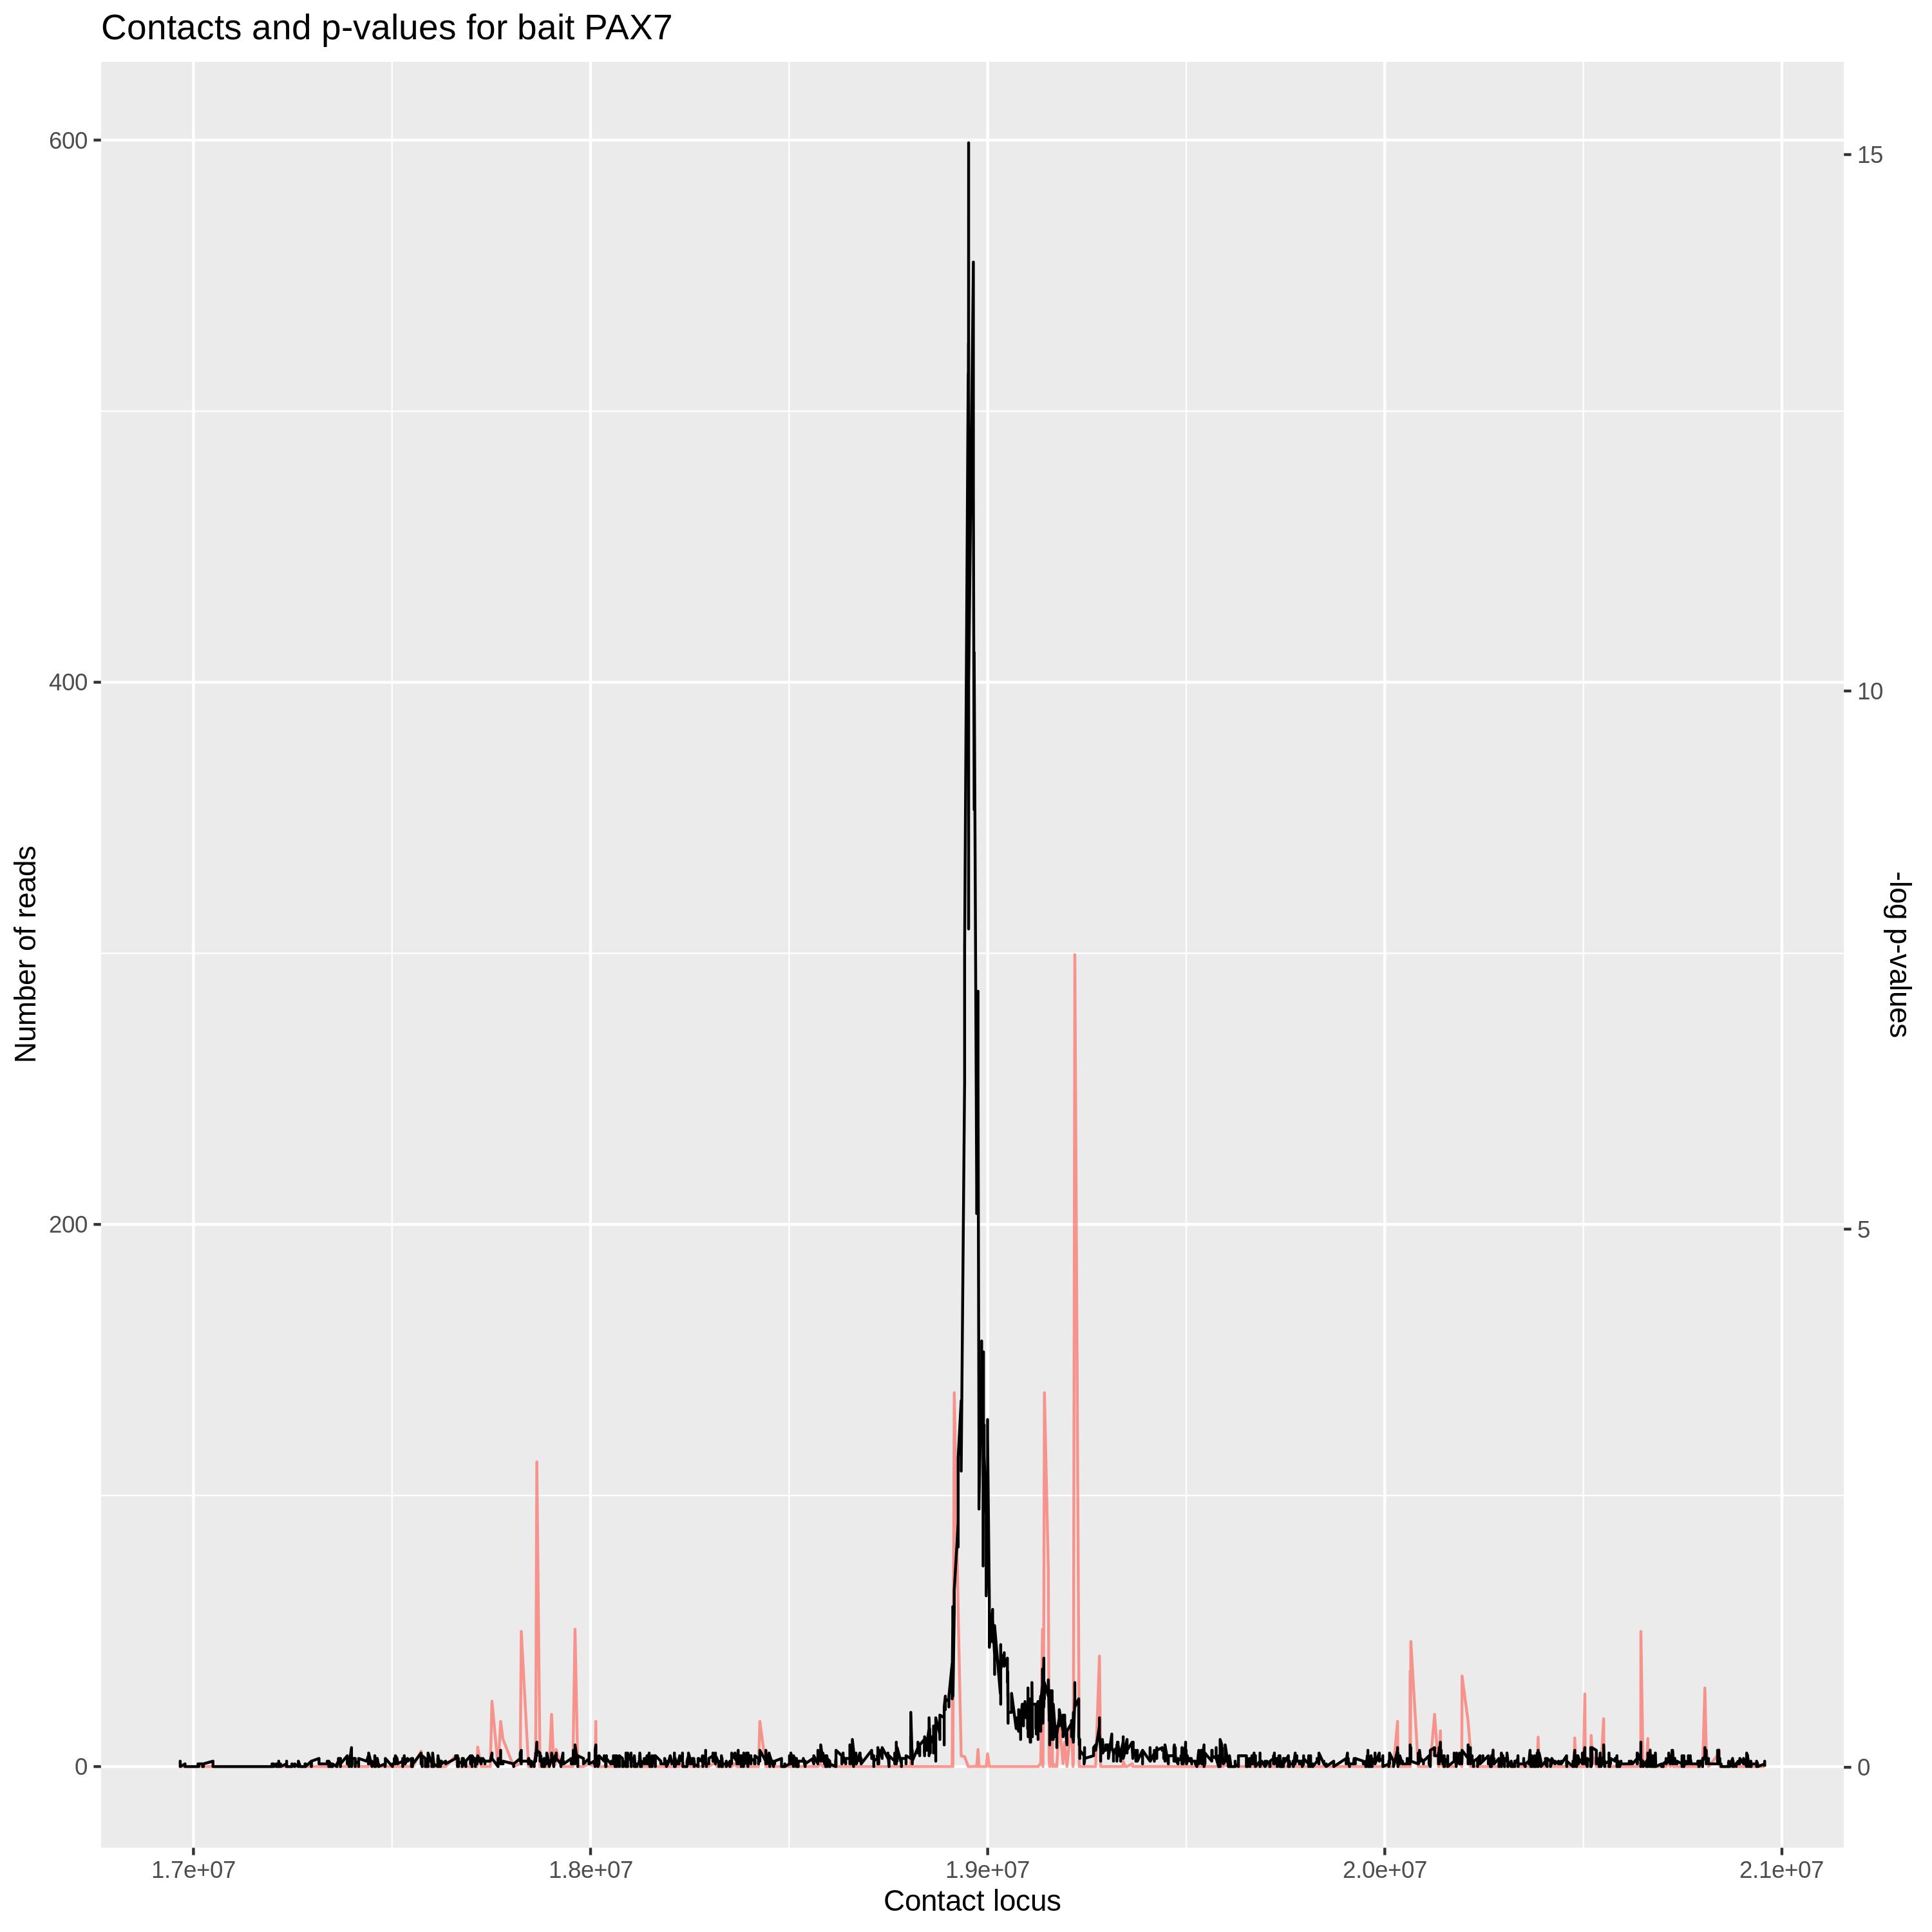 Contacts and p-values for bait PAX7
600
400
200
0
15
10
5
0
Number of reads
-log p-values
1.7e+07
1.8e+07
1.9e+07
2.0e+07
2.1e+07
Contact locus